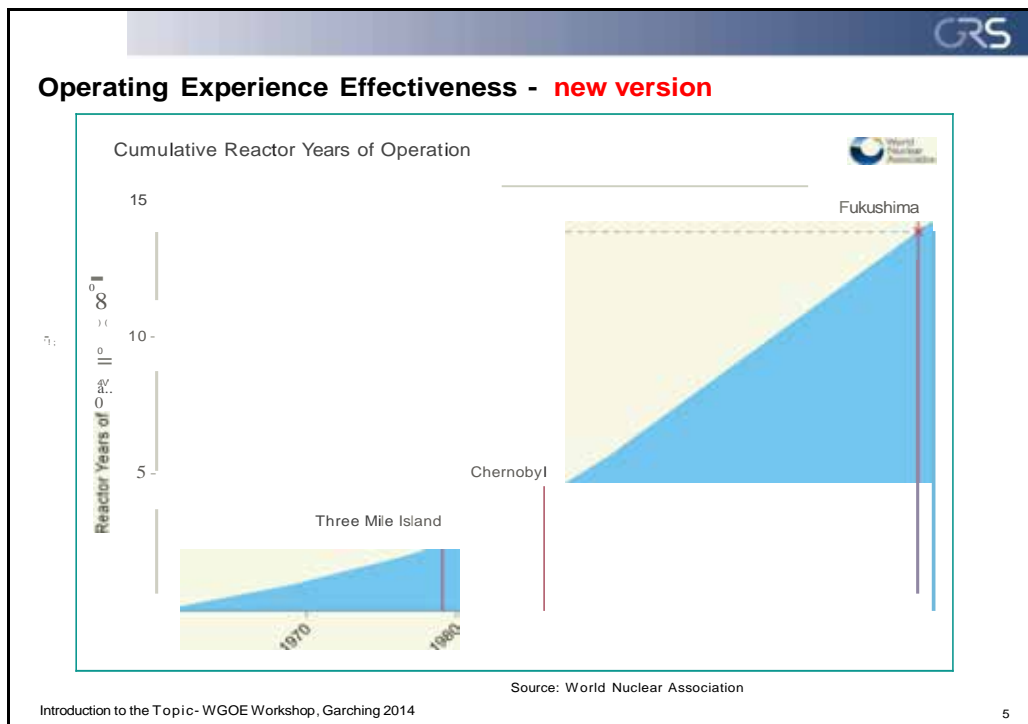 GRS
Operating Experience Effectiveness - new version
Cumulative Reactor Years of Operation
World
Nuclear
Association
15
Fukushima
10 -
5 -
Chernobyl
Three Mile Island
Reactor Years of
1970
1980
Source: World Nuclear Association
Introduction to the Topic- WGOE Workshop, Garching 2014
5